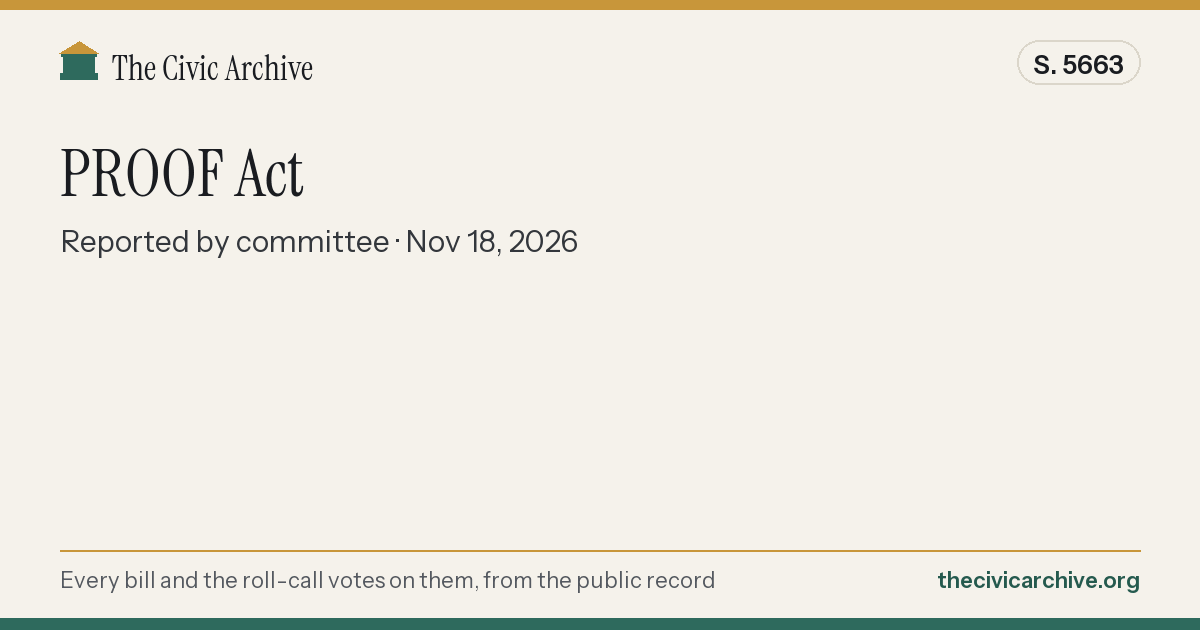 The Civic Archive
S. 5663
PROOF Act
Reported by committee · Nov 18, 2026
Every bill and the roll-call votes on them, from the public record
thecivicarchive.org